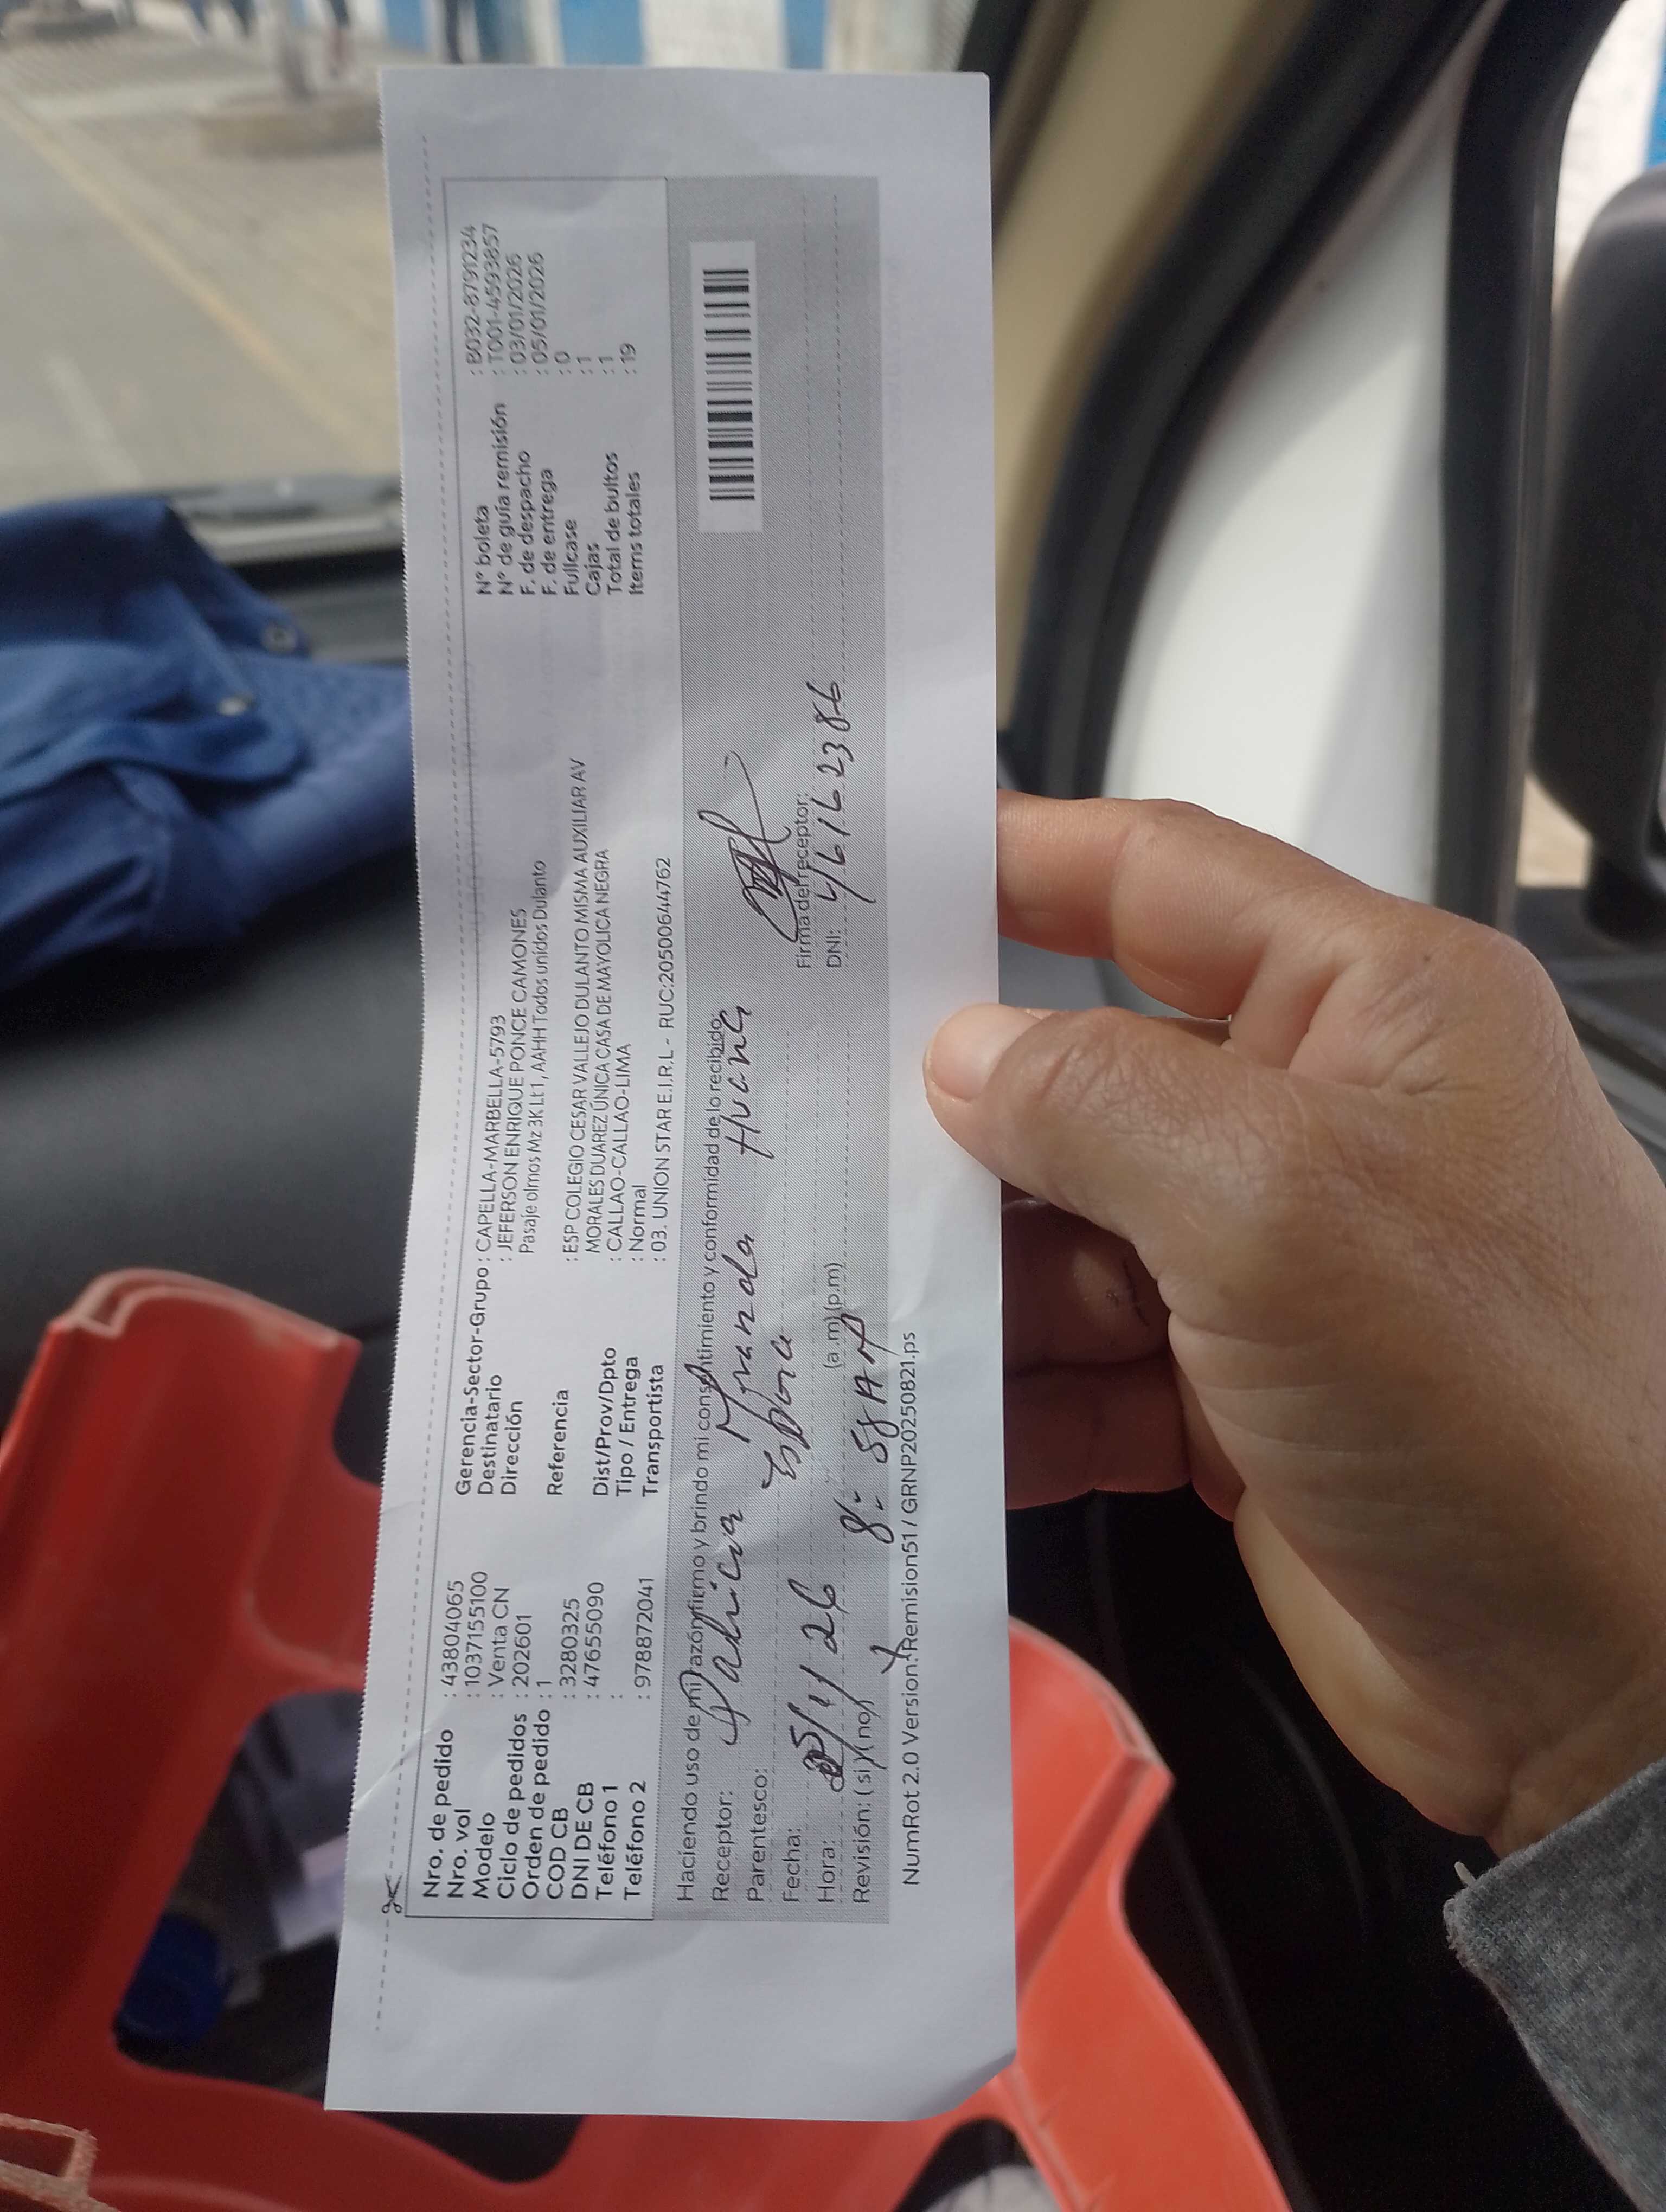 Nro. de pedido : 43804065
Nro. vol : 1037155100
Modelo : Venta CN
Ciclo de pedidos : 202601
Orden de pedido : 1
COD CB : 3280325
DNI DE CB : 47655090
Teléfono 1 :
Teléfono 2 : 978872041
Gerencia-Sector-Grupo : CAPELLA-MARBELLA-5793
Destinatario : JEFERSON ENRIQUE PONCE CAMONES
Dirección Pasaje olmos Mz 3K Lt 1, AAHH Todos unidos Dulanto
Referencia : ESP COLEGIO CESAR VALLEJO DULANTO MISMA AUXILIAR AV
MORALES DUAREZ ÚNICA CASA DE MAYOLICA NEGRA
Dist/Prov/Dpto : CALLAO-CALLAO-LIMA
Tipo / Entrega : Normal
Transportista : 03. UNION STAR E.I.R.L - RUC:20500644762
N° boleta : B032-8791234
N° de guía remisión : T001-4593857
F. de despacho : 03/01/2026
F. de entrega : 05/01/2026
Fullcase : 0
Cajas : 1
Total de bultos : 1
Items totales : 19
Haciendo uso de mi razón firmo y brindo mi consentimiento y conformidad de lo recibido:
Receptor: Patricia Miranda Huang
Parentesco: Esposa
Fecha: 05/1/26
Hora: 8:58 AM (a.m) (p.m)
Revisión: ( si ) ( no )
Firma del receptor:
DNI: 46162386
NumRot 2.0 Version:Remision51 / GRNP20250821.ps